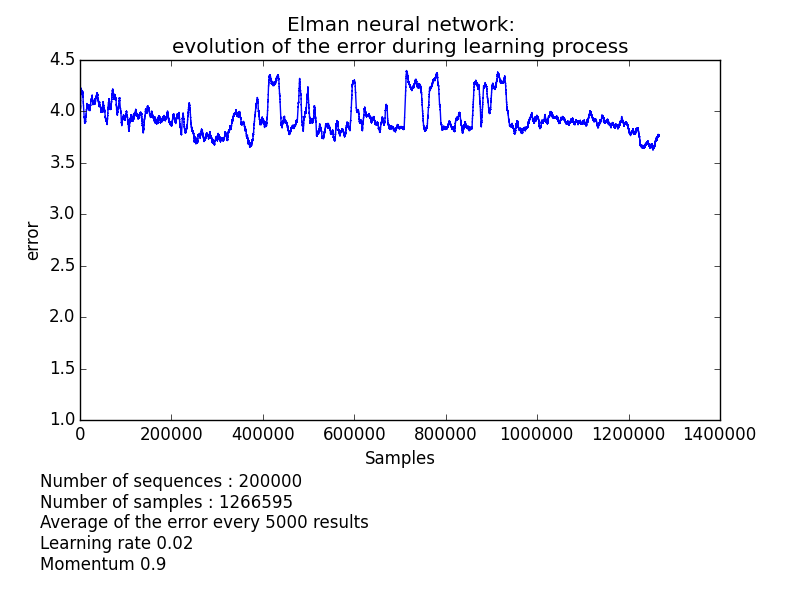 Elman neural network:
evolution of the error during learning process
4.5
4.0
3.5
3.0
2.5
2.0
1.5
1.0
error
0 200000 400000 600000 800000 1000000 1200000 1400000
Samples
Number of sequences : 200000
Number of samples : 1266595
Average of the error every 5000 results
Learning rate 0.02
Momentum 0.9